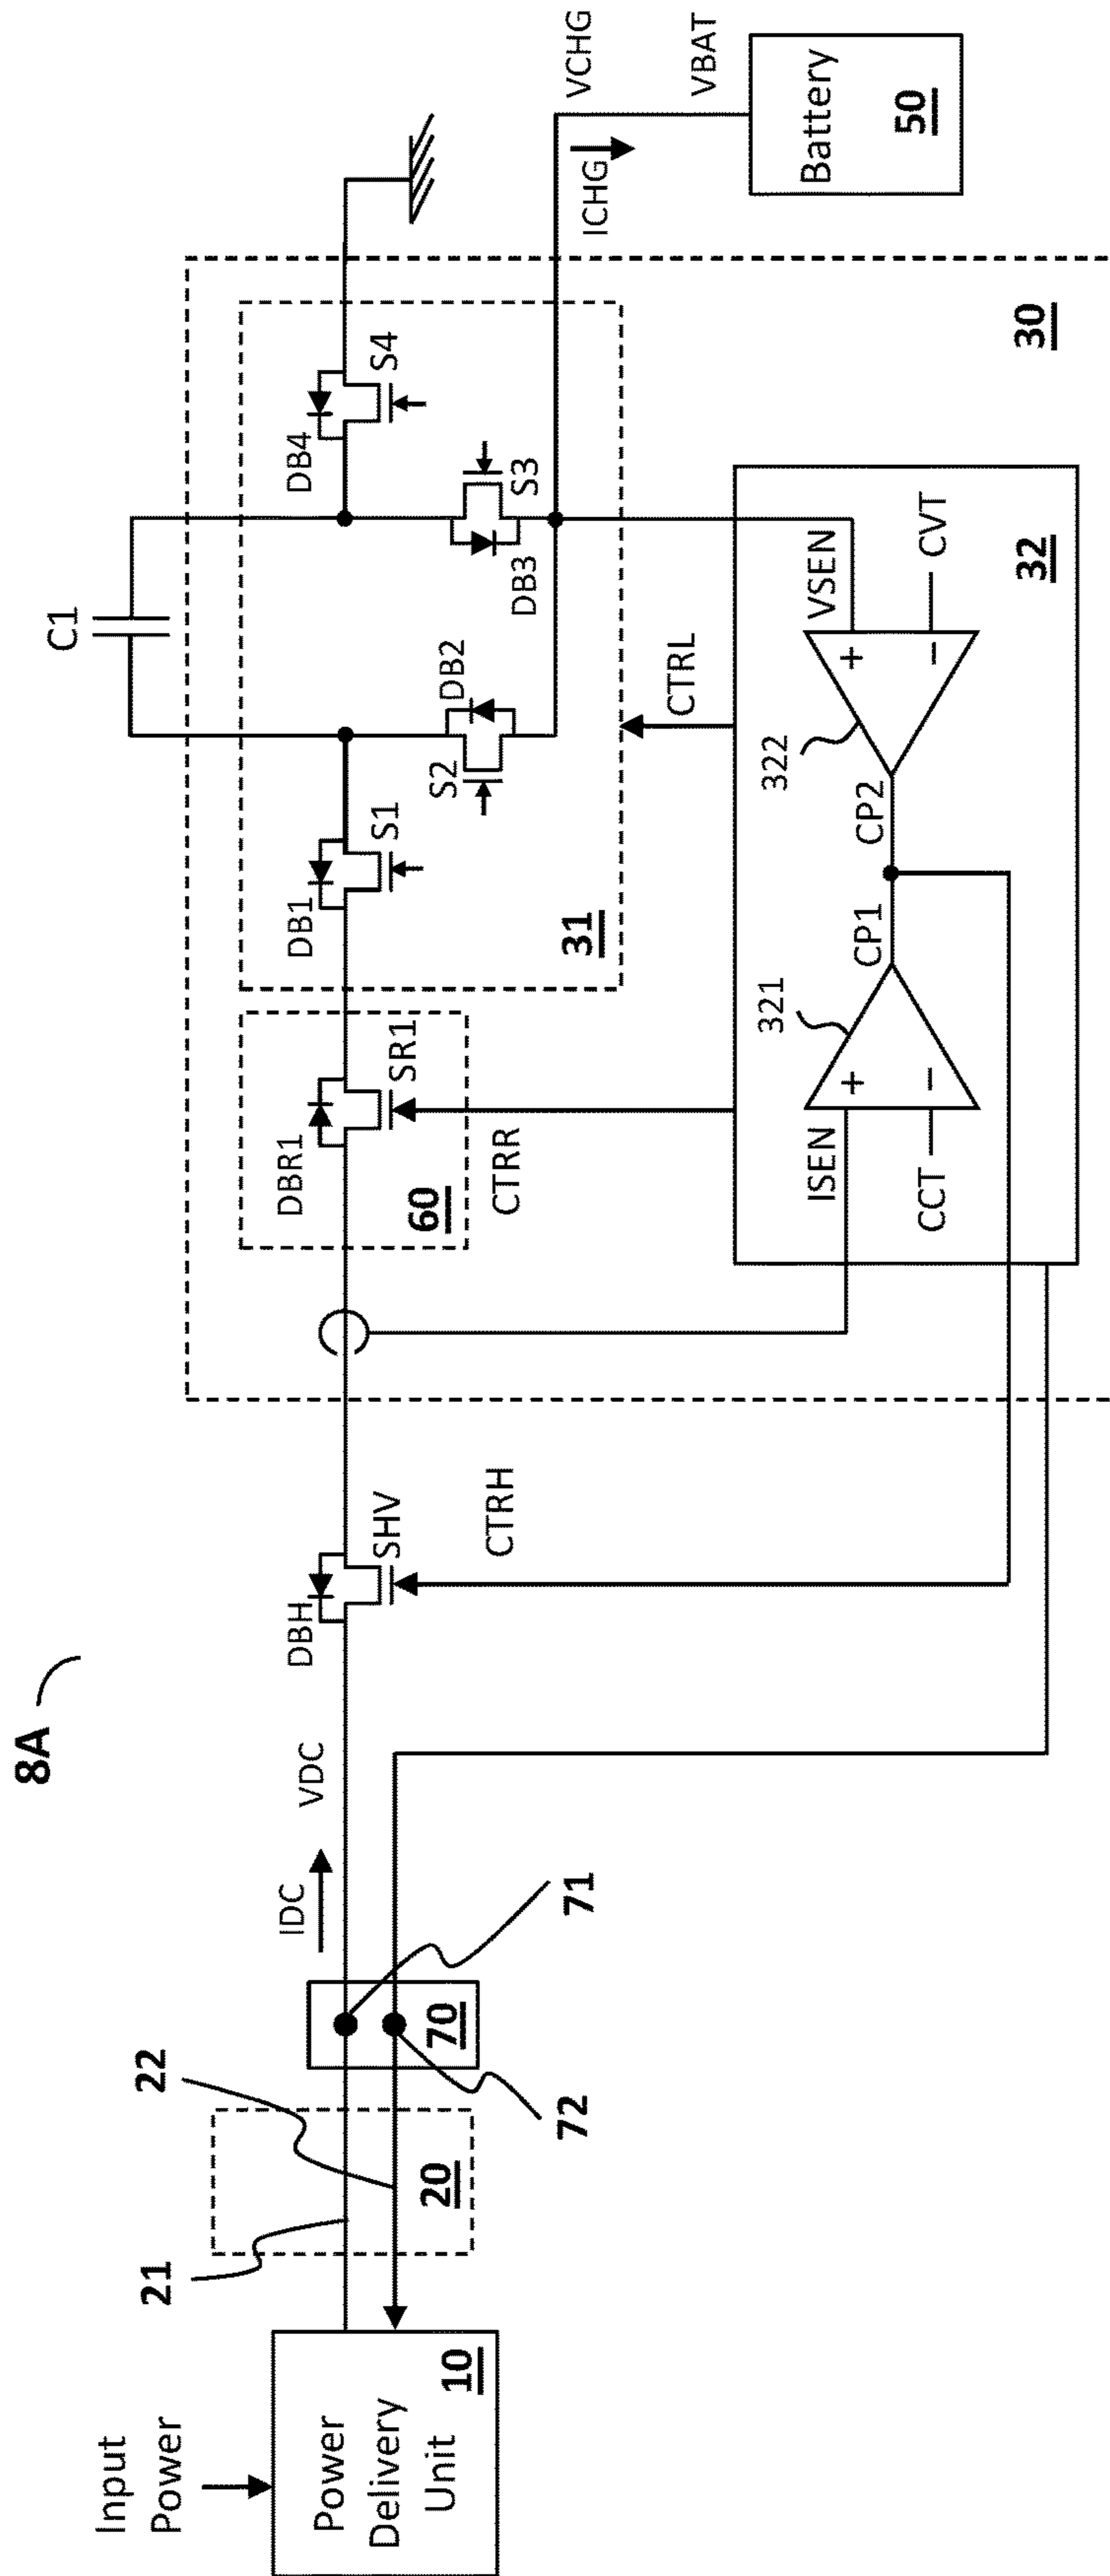 8A
Input
Power
Power
Delivery
Unit
10
21
22
20
70
71
72
IDC
VDC
DBH
SHV
CTRH
DBR1
SR1
60
CTRR
DB1
S1
31
C1
S2
DB2
DB3
S3
DB4
S4
CTRL
ISEN
CCT
+
−
321
CP1
CP2
322
+
−
VSEN
CVT
32
30
ICHG
VCHG
VBAT
Battery
50